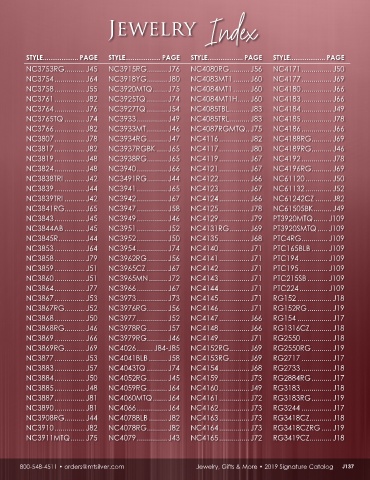 Jewelry Index
STYLE.................. PAGE
NC3753RG.......... J45
NC3754............... J64
NC3758............... J55
NC3761............... J82
NC3764............... J76
NC3765TQ.......... J74
NC3766............... J82
NC3807............... J78
NC3817............... J82
NC3819............... J48
NC3824............... J48
NC3838TRI.......... J42
NC3839............... J44
NC3839TRI.......... J42
NC3841RG.......... J65
NC3843............... J45
NC3844AB.......... J45
NC3845R............. J44
NC3853............... J64
NC3858............... J79
NC3859............... J51
NC3860............... J51
NC3864............... J77
NC3867............... J53
NC3867RG.......... J52
NC3868............... J50
NC3868RG.......... J46
NC3869............... J66
NC3869RG.......... J69
NC3877............... J53
NC3883............... J57
NC3884............... J50
NC3885............... J48
NC3887............... J81
NC3890............... J81
NC3908RG.......... J44
NC3910............... J82
NC3911MTQ....... J75
STYLE.................. PAGE
NC3915RG.......... J76
NC3918YG.......... J80
NC3920MTQ....... J75
NC3925TQ.......... J74
NC3927TQ.......... J54
NC3933............... J49
NC3933MT.......... J46
NC3934RG.......... J47
NC3937RGBK..... J65
NC3938RG.......... J65
NC3940............... J66
NC3491RG.......... J44
NC3941............... J65
NC3942............... J67
NC3947............... J58
NC3949............... J46
NC3951............... J52
NC3952............... J50
NC3954............... J74
NC3962RG.......... J56
NC3965CZ.......... J67
NC3965MN......... J72
NC3966............... J67
NC3973............... J73
NC3976RG.......... J56
NC3977............... J52
NC3978RG.......... J57
NC3979RG.......... J46
NC4026......... J84-J85
NC4041BLB........ J58
NC4043TQ.......... J74
NC4052RG.......... J45
NC4059RG.......... J64
NC4060MTQ....... J64
NC4066............... J64
NC4078BLB........ J82
NC4078RG.......... J82
NC4079............... J43
STYLE.................. PAGE
NC4080RG.......... J56
NC4083MT1........ J60
NC4084MT1........ J60
NC4084MT1H..... J60
NC4085TBL......... J83
NC4085TRL......... J83
NC4087RGMTQ.. J75
NC4116............... J82
NC4117............... J80
NC4119............... J67
NC4121............... J67
NC4122............... J66
NC4123............... J67
NC4124............... J66
NC4125............... J78
NC4129............... J79
NC4131RG.......... J69
NC4135............... J68
NC4140............... J71
NC4141............... J71
NC4142............... J71
NC4143............... J71
NC4144............... J71
NC4145............... J71
NC4146............... J71
NC4147............... J66
NC4148............... J66
NC4149............... J71
NC4152RG.......... J69
NC4153RG.......... J69
NC4154............... J68
NC4159............... J73
NC4160............... J73
NC4161............... J72
NC4162............... J73
NC4163............... J73
NC4164............... J73
NC4165............... J72
STYLE.................. PAGE
NC4171............... J50
NC4177............... J69
NC4180............... J66
NC4183............... J66
NC4184............... J49
NC4185............... J78
NC4186............... J66
NC4188RG.......... J69
NC4189RG.......... J46
NC4192............... J78
NC4196RG.......... J69
NC61120............. J50
NC61132............. J52
NC61242CZ........ J82
NC61505BK........ J49
PT3920MTQ...... J109
PT3920SMTQ.... J109
PTC4RG............. J109
PTC165BLB....... J109
PTC194.............. J109
PTC195.............. J109
PTC215SB......... J109
PTC224.............. J109
RG152................. J18
RG152RG............ J19
RG154................. J17
RG1316CZ.......... J18
RG2550............... J18
RG2550RG......... J19
RG2717............... J17
RG2733............... J18
RG2884RG......... J17
RG3183............... J18
RG3183RG......... J19
RG3244............... J17
RG3418CZ.......... J18
RG3418CZRG..... J19
RG3419CZ.......... J18
800-548-4511 • orders@mtsilver.com
Jewelry, Gifts & More • 2019 Signature Catalog J137